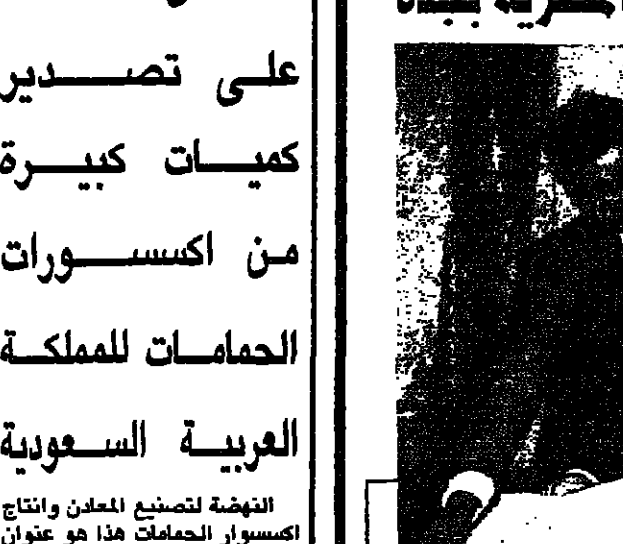 على تصدير
كميات كبيرة
من اكسسورات
الحمامات للمملكة
العربية السعودية
النهضة لتصنيع المعادن وانتاج
اكسسوار الحمامات هذا هو عنوان